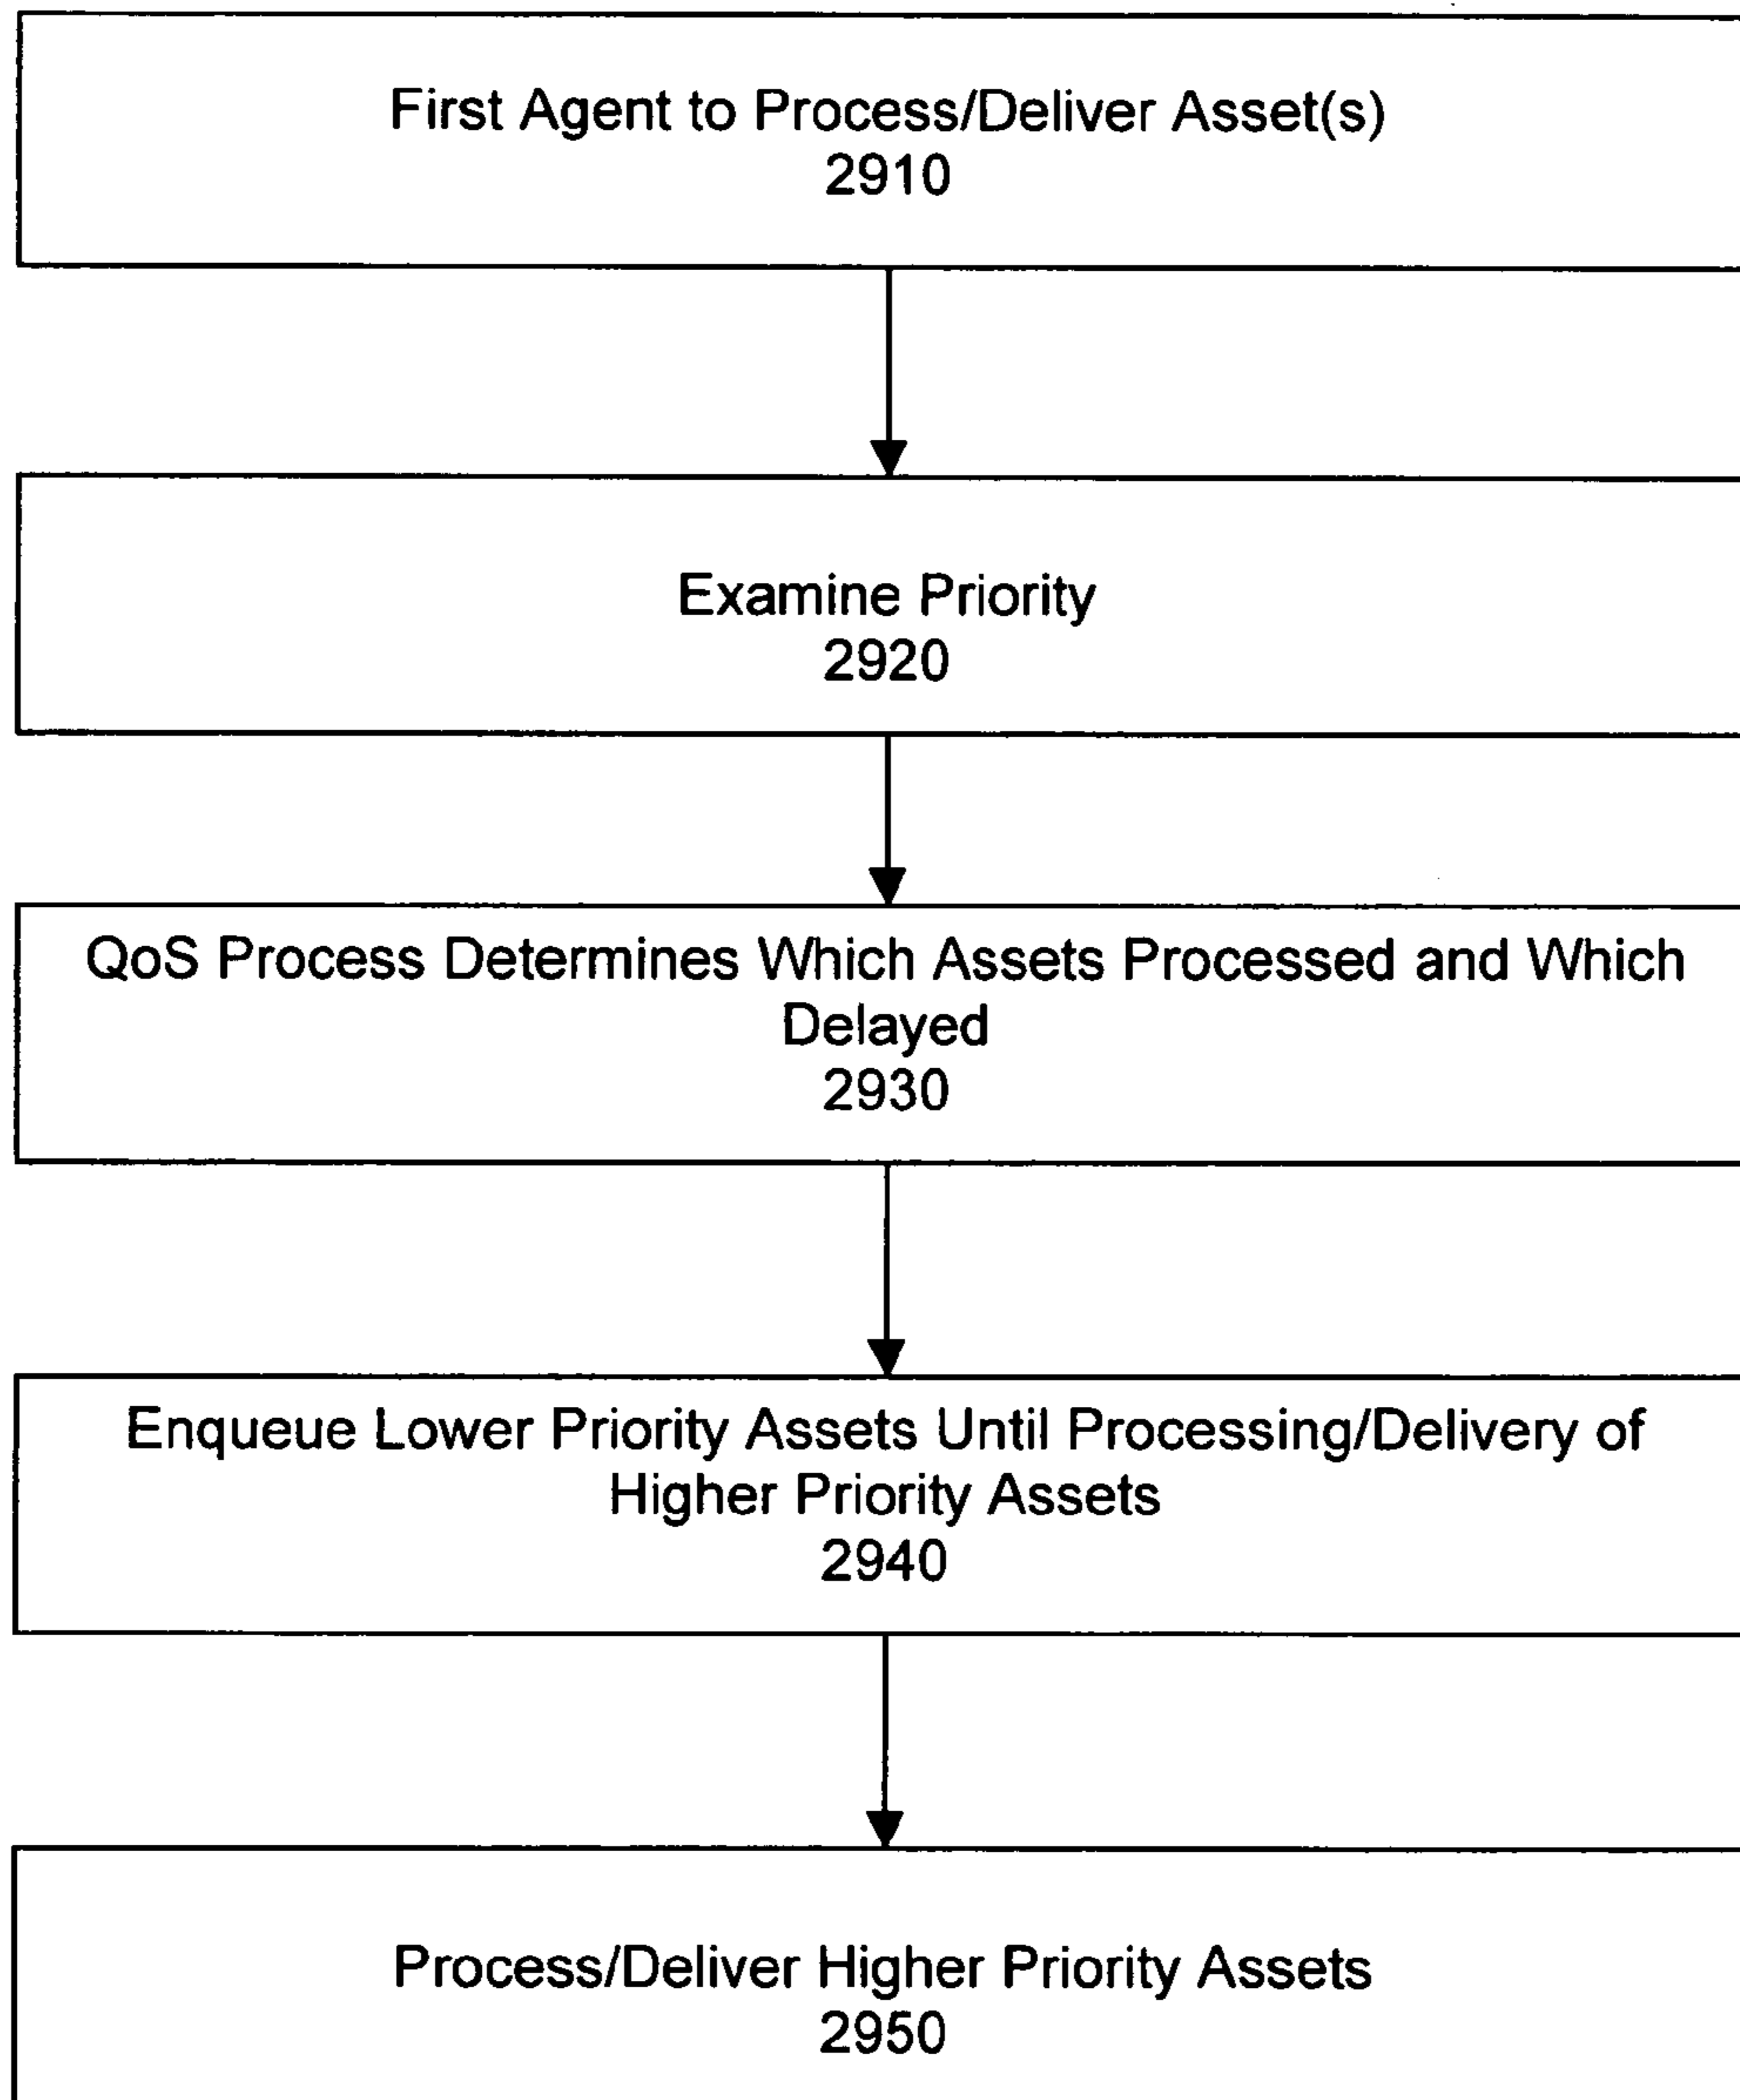 First Agent to Process/Deliver Asset(s)
2910
Examine Priority
2920
QoS Process Determines Which Assets Processed and Which
Delayed
2930
Enqueue Lower Priority Assets Until Processing/Delivery of
Higher Priority Assets
2940
Process/Deliver Higher Priority Assets
2950